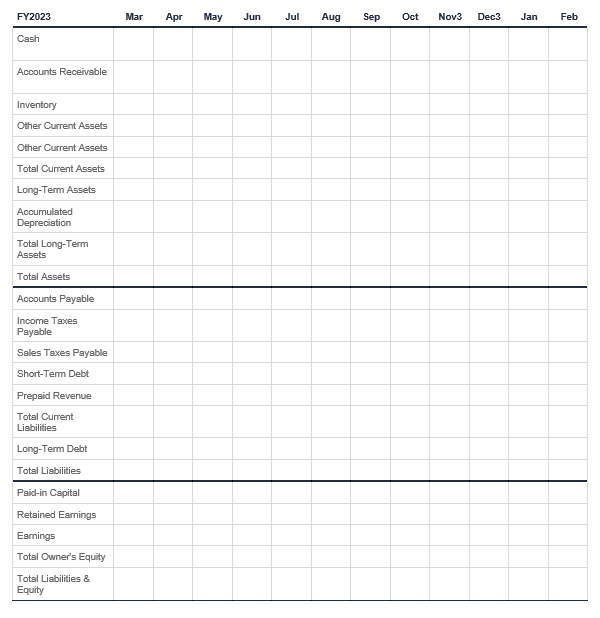 FY2023 Mar Apr May Jun Jul Aug Sep Oct Nov3 Dec3 Jan Feb
Cash
Accounts Receivable
Inventory
Other Current Assets
Other Current Assets
Total Current Assets
Long-Term Assets
Accumulated
Depreciation
Total Long-Term
Assets
Total Assets
Accounts Payable
Income Taxes
Payable
Sales Taxes Payable
Short-Term Debt
Prepaid Revenue
Total Current
Liabilities
Long-Term Debt
Total Liabilities
Paid-in Capital
Retained Earnings
Earnings
Total Owner's Equity
Total Liabilities &
Equity